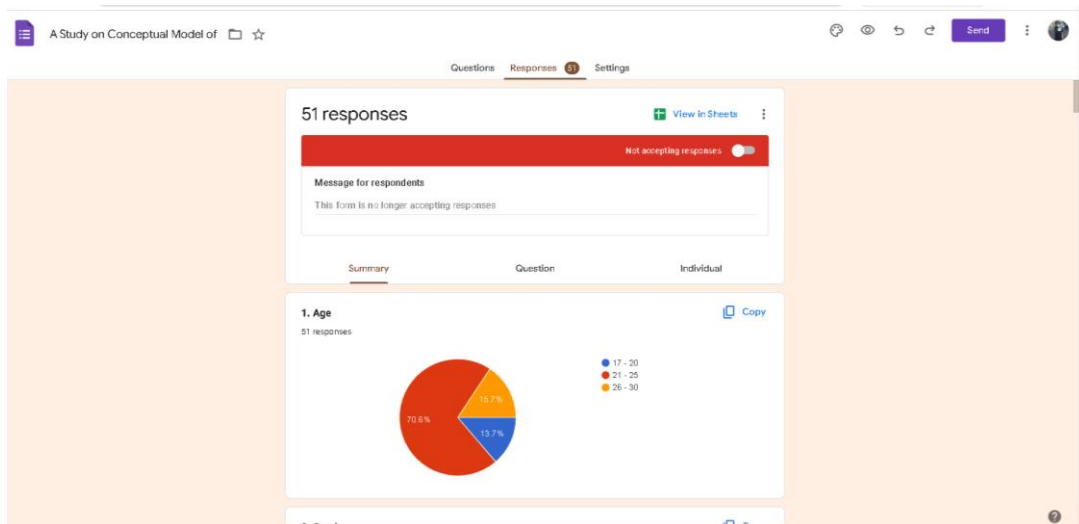 A Study on Conceptual Model of
Send
Questions Responses 51 Settings
51 responses
View in Sheets
Not accepting responses
Message for respondents
This form is no longer accepting responses
Summary Question Individual
1. Age
Copy
51 responses
17 - 20
21 - 25
26 - 30
15.7%
70.6%
13.7%